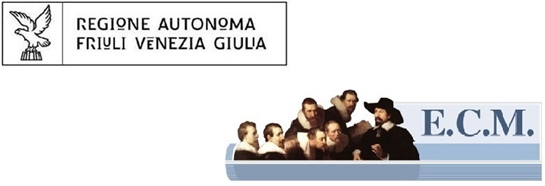 REGIONE AUTONOMA
FRIULI VENEZIA GIULIA
E.C.M.